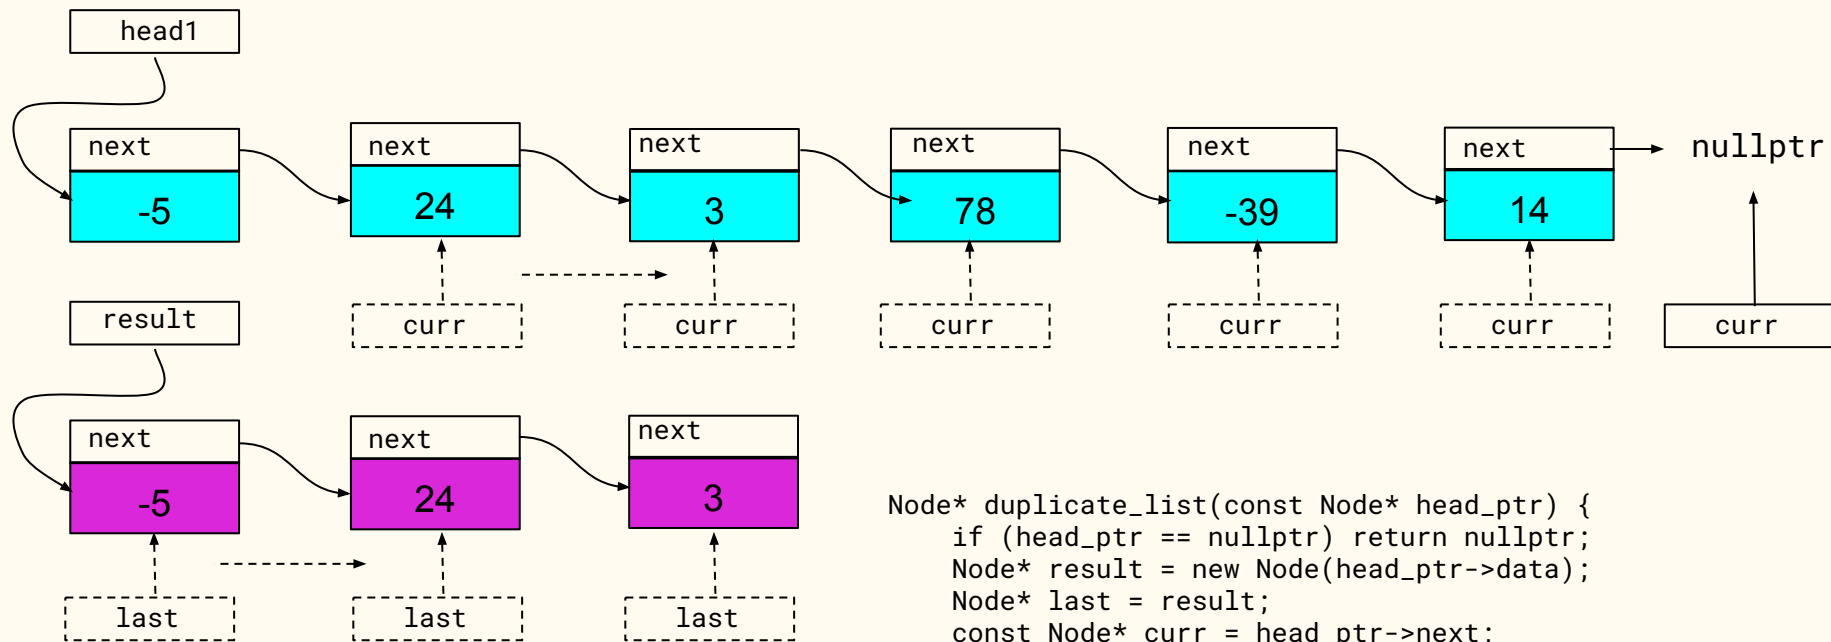 head1
next next next next next next nullptr
-5 24 3 78 -39 14
result curr curr curr curr curr curr
next next next
-5 24 3
Node* duplicate_list(const Node* head_ptr) {
if (head_ptr == nullptr) return nullptr;
Node* result = new Node(head_ptr->data);
last last last Node* last = result;
const Node* curr = head_ptr->next;